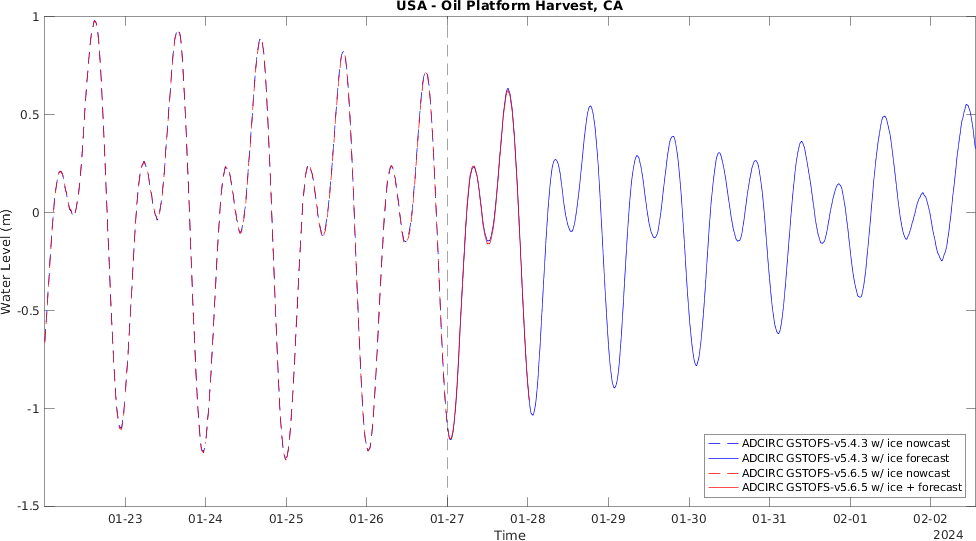 USA - Oil Platform Harvest, CA
1
0.5
0
-0.5
-1
-1.5
Water Level (m)
ADCIRC GSTOFS-v5.4.3 w/ ice nowcast
ADCIRC GSTOFS-v5.4.3 w/ ice forecast
ADCIRC GSTOFS-v5.6.5 w/ ice nowcast
ADCIRC GSTOFS-v5.6.5 w/ ice + forecast
01-23 01-24 01-25 01-26 01-27 01-28 01-29 01-30 01-31 02-01 02-02
Time
2024